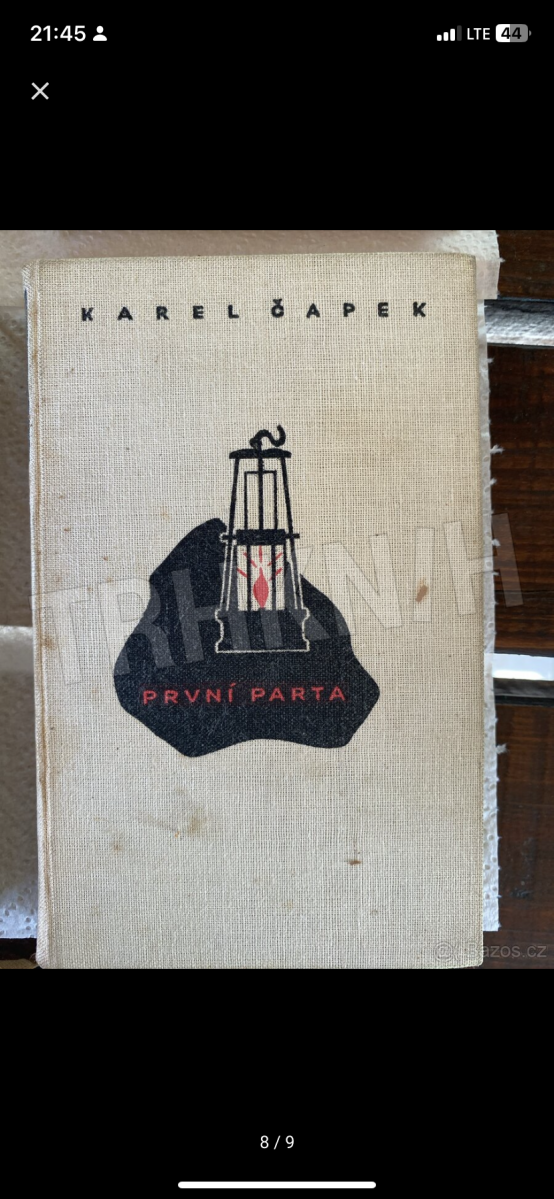 21:45
LTE 44
KAREL ČAPEK
TRHKNIH
PRVNÍ PARTA
Bazos.cz
8 / 9